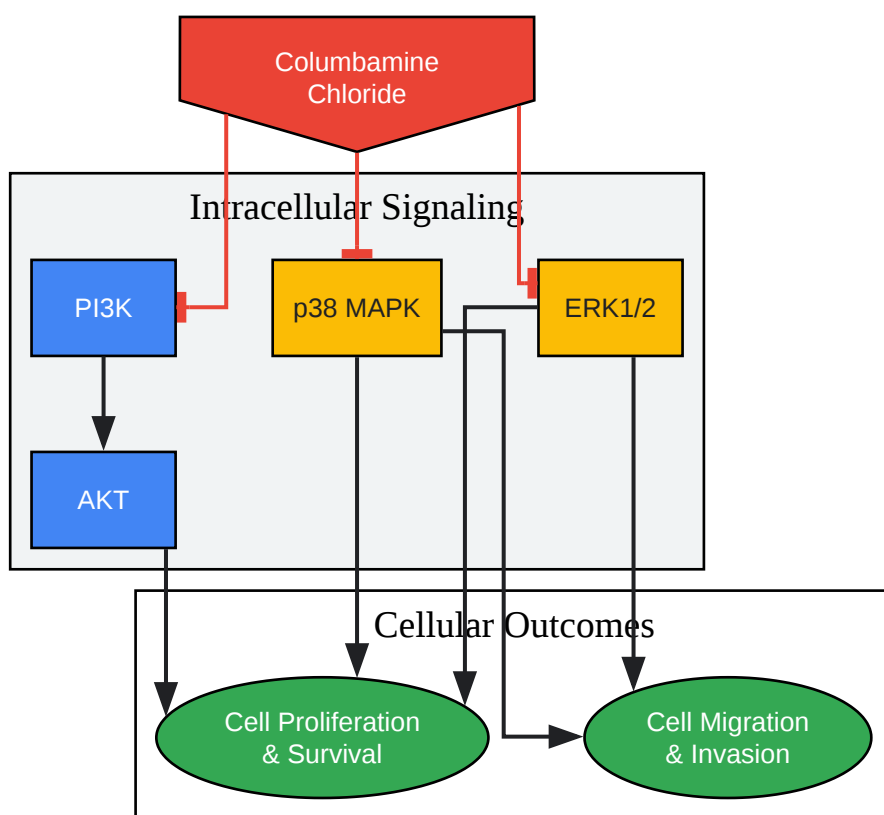 Columbamine
Chloride
Intracellular Signaling
PI3K
p38 MAPK
ERK1/2
AKT
Cellular Outcomes
Cell Proliferation
& Survival
Cell Migration
& Invasion